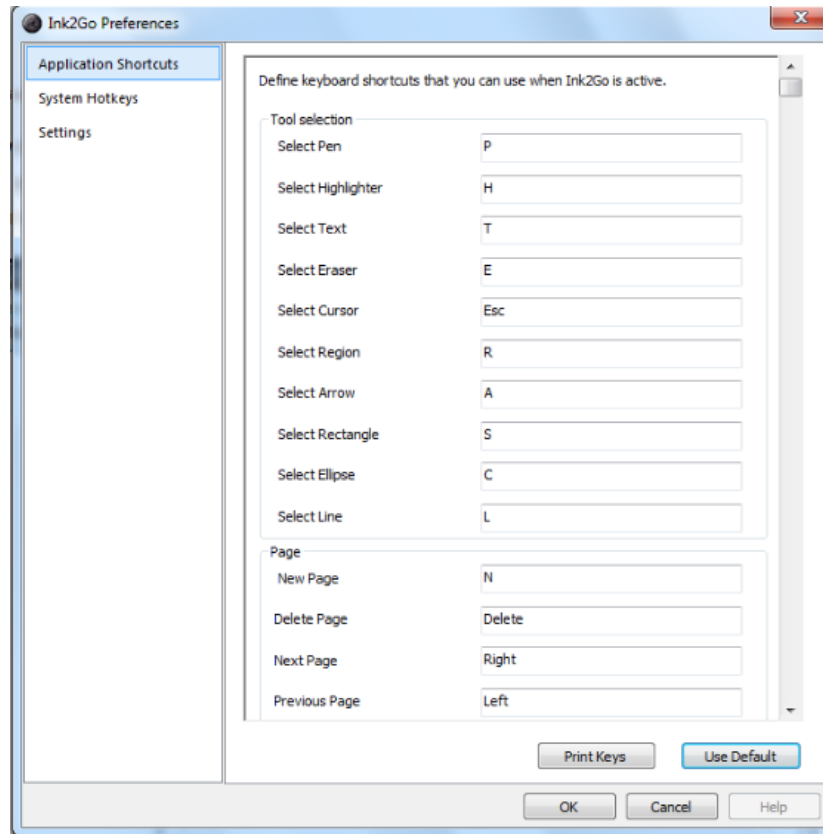 Ink2Go Preferences
Application Shortcuts
System Hotkeys
Settings
Define keyboard shortcuts that you can use when Ink2Go is active.
Tool selection
Select Pen P
Select Highlighter H
Select Text T
Select Eraser E
Select Cursor Esc
Select Region R
Select Arrow A
Select Rectangle S
Select Ellipse C
Select Line L
Page
New Page N
Delete Page Delete
Next Page Right
Previous Page Left
Print Keys Use Default
OK Cancel Help